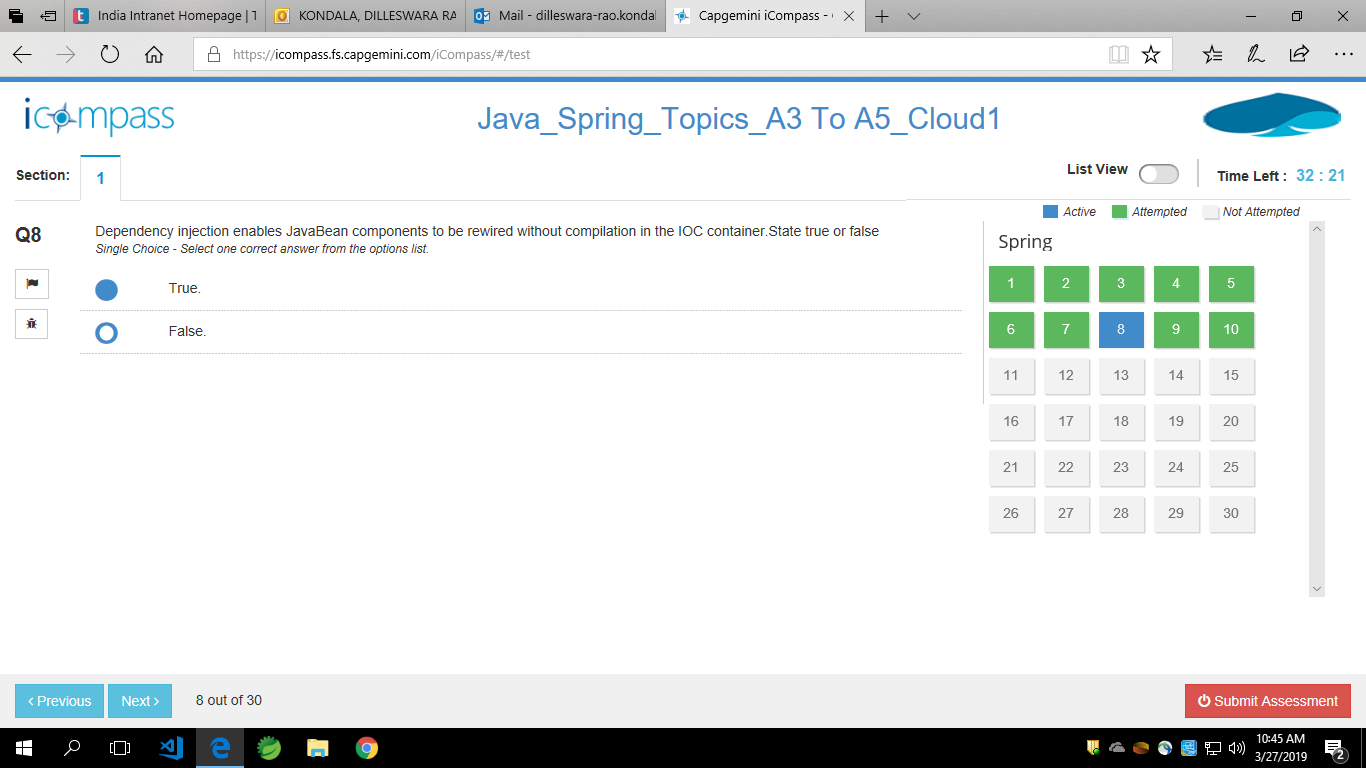 India Intranet Homepage | T
KONDALA, DILLESWARA RA
Mail - dilleswara-rao.kondal
Capgemini iCompass -
https://icompass.fs.capgemini.com/iCompass/#/test
icompass
Java_Spring_Topics_A3 To A5_Cloud1
Section:
1
List View
Time Left : 32 : 21
Active Attempted Not Attempted
Q8
Dependency injection enables JavaBean components to be rewired without compilation in the IOC container.State true or false
Single Choice - Select one correct answer from the options list.
True.
False.
Spring
1 2 3 4 5
6 7 8 9 10
11 12 13 14 15
16 17 18 19 20
21 22 23 24 25
26 27 28 29 30
Previous
Next
8 out of 30
Submit Assessment
10:45 AM
3/27/2019
2